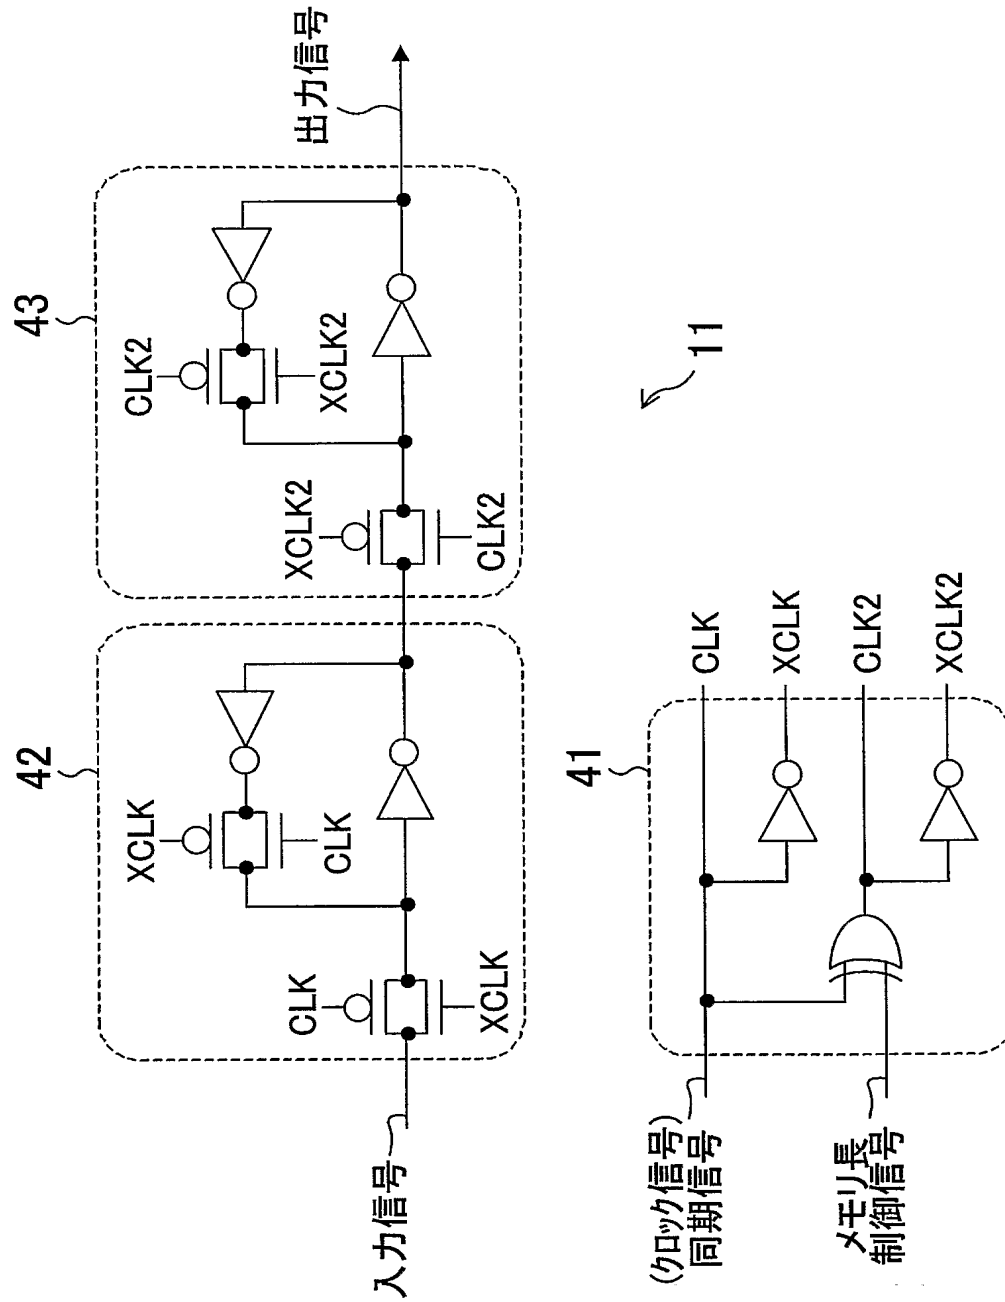 42
43
XCLK
CLK2
CLK
XCLK2
XCLK2
出力信号
CLK
XCLK
CLK2
入力信号
11
41
(クロック信号)
同期信号
メモリ長
制御信号
CLK
XCLK
CLK2
XCLK2